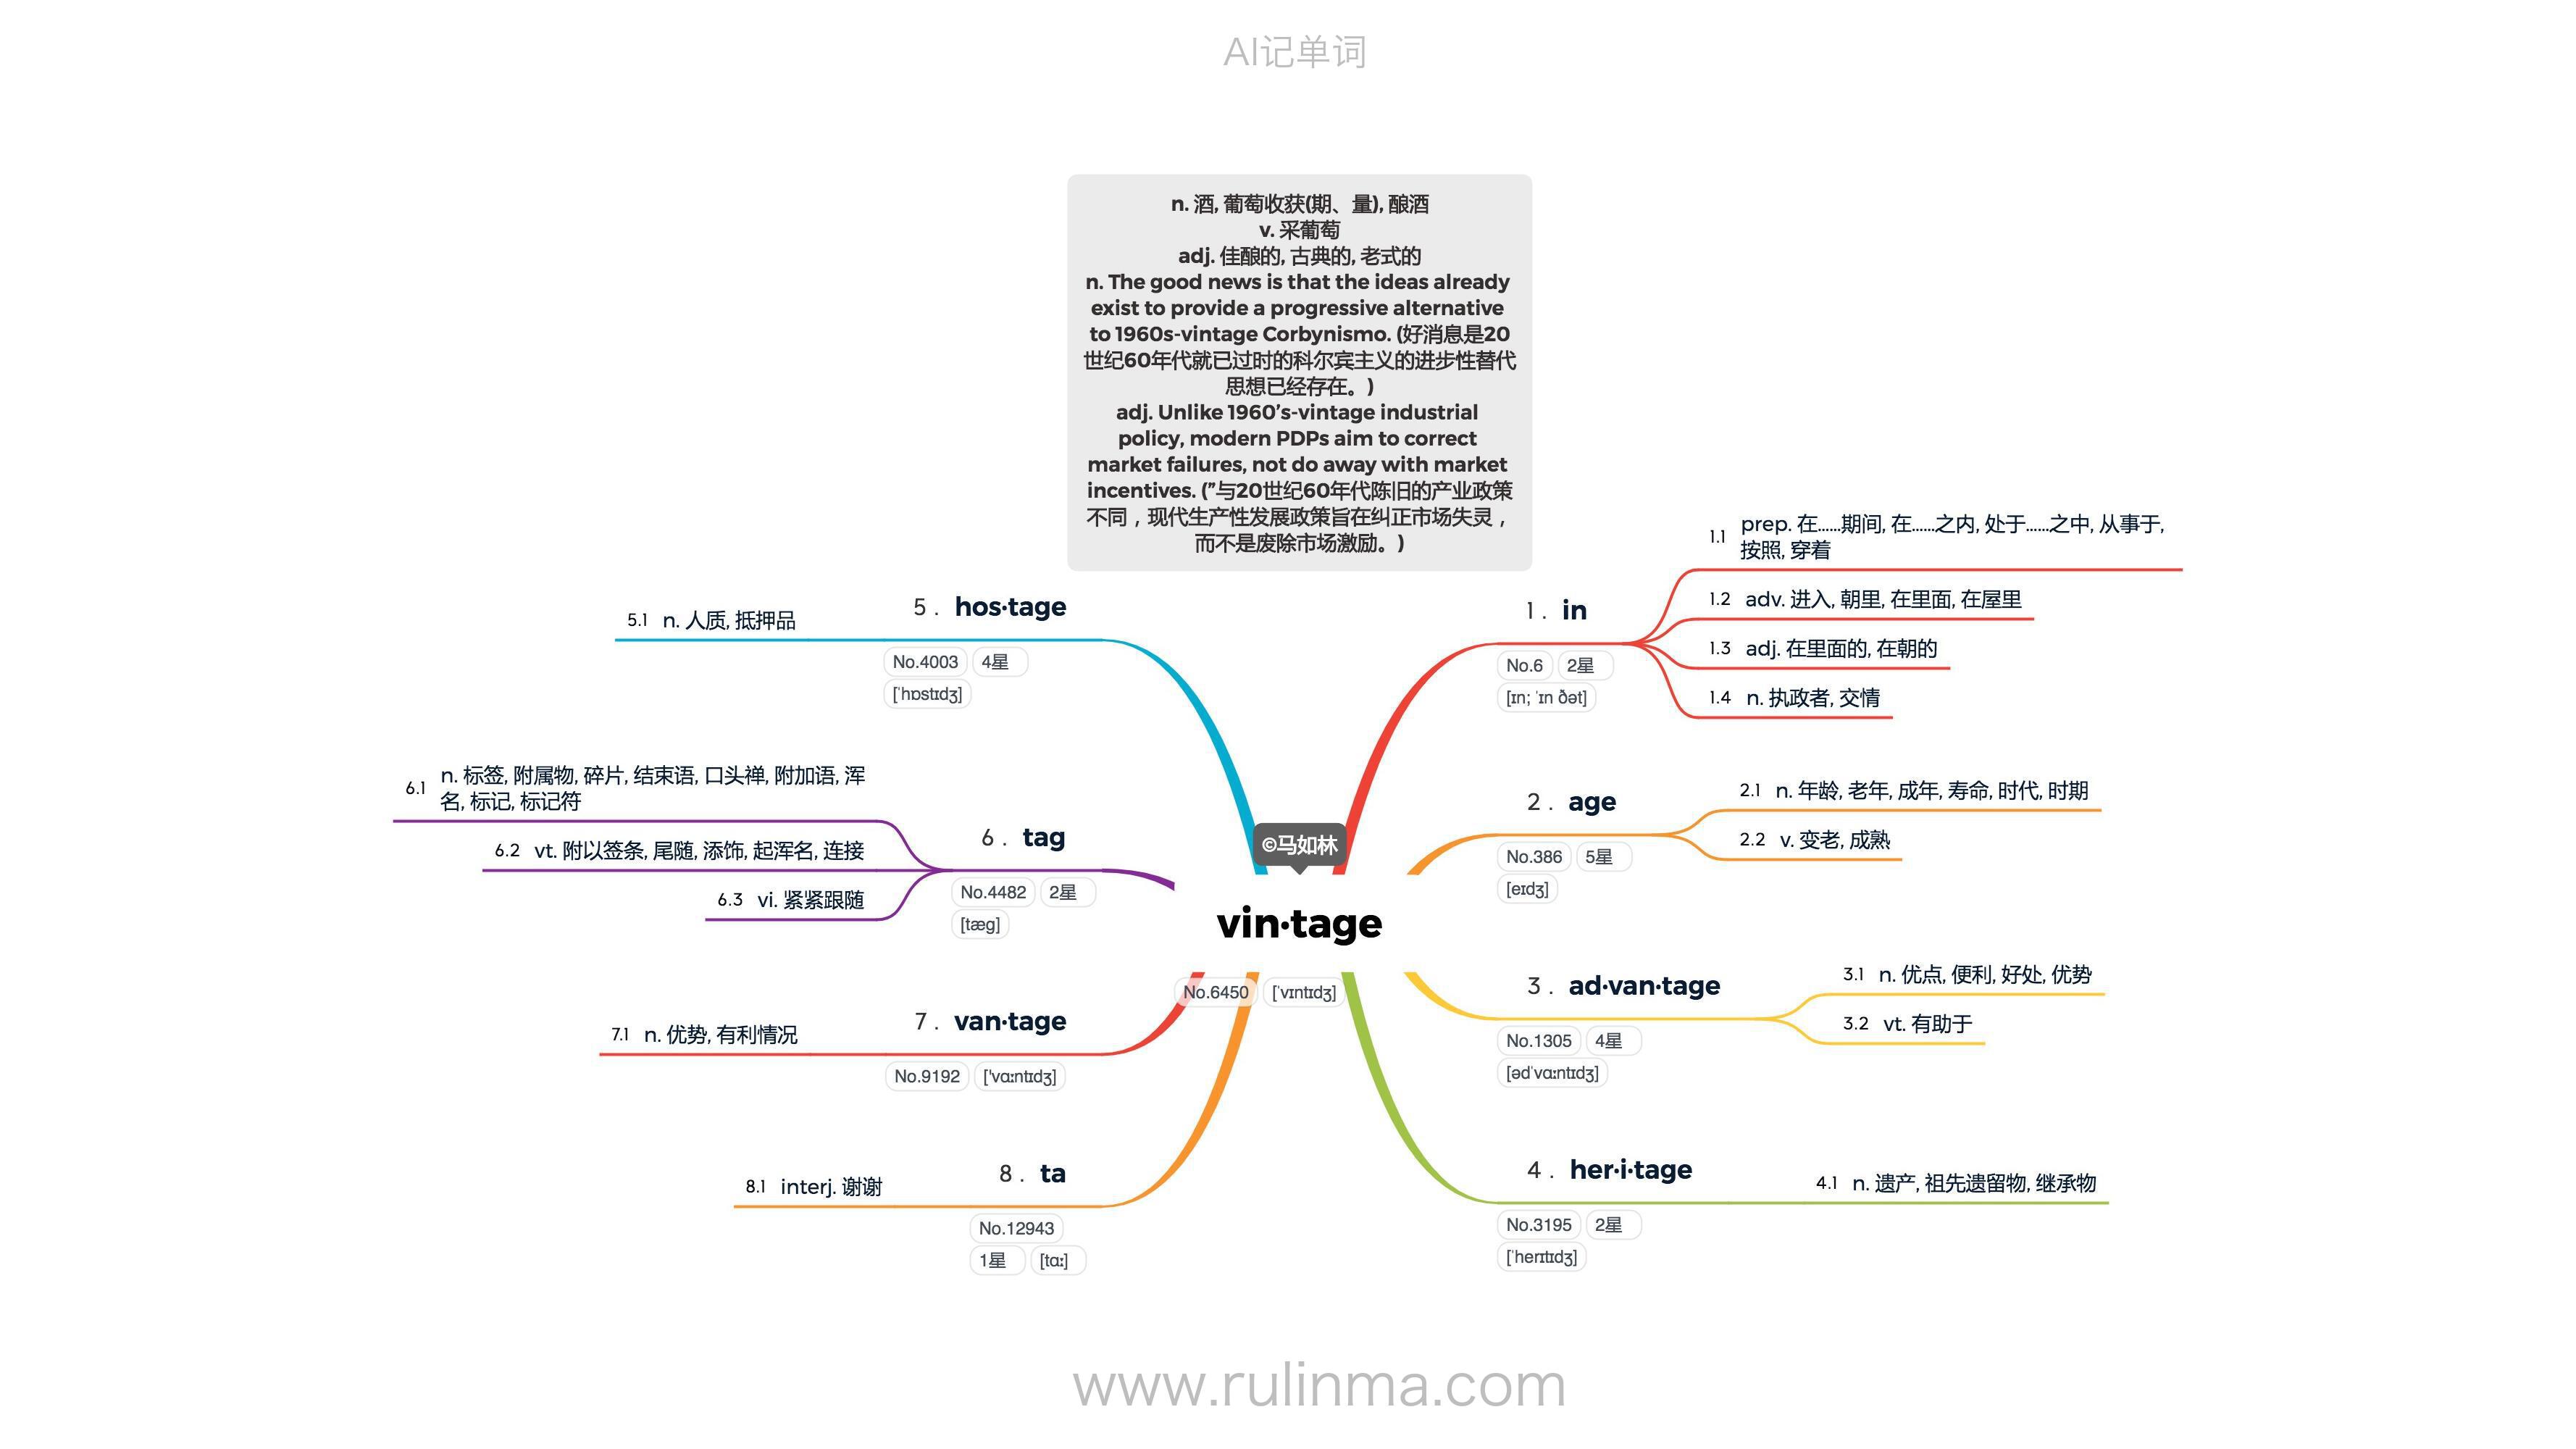 AI记单词
n. 酒, 葡萄收获(期、量), 酿酒
v. 采葡萄
adj. 佳酿的, 古典的, 老式的
n. The good news is that the ideas already
exist to provide a progressive alternative
to 1960s-vintage Corbynismo. (好消息是20
世纪60年代就已过时的科尔宾主义的进步性替代
思想已经存在。)
adj. Unlike 1960’s-vintage industrial
policy, modern PDPs aim to correct
market failures, not do away with market
incentives. (”与20世纪60年代陈旧的产业政策
不同，现代生产性发展政策旨在纠正市场失灵，
而不是废除市场激励。)
©马如林
vin·tage
No.6450 [ˈvɪntɪdʒ]
1 . in
No.6 2星
[ɪn; ˈɪn ðət]
1.1 prep. 在......期间, 在......之内, 处于......之中, 从事于,
按照, 穿着
1.2 adv. 进入, 朝里, 在里面, 在屋里
1.3 adj. 在里面的, 在朝的
1.4 n. 执政者, 交情
2 . age
No.386 5星
[eɪdʒ]
2.1 n. 年龄, 老年, 成年, 寿命, 时代, 时期
2.2 v. 变老, 成熟
3 . ad·van·tage
No.1305 4星
[ədˈvɑːntɪdʒ]
3.1 n. 优点, 便利, 好处, 优势
3.2 vt. 有助于
4 . her·i·tage
No.3195 2星
[ˈherɪtɪdʒ]
4.1 n. 遗产, 祖先遗留物, 继承物
5 . hos·tage
No.4003 4星
[ˈhɒstɪdʒ]
5.1 n. 人质, 抵押品
6 . tag
No.4482 2星
[tæg]
6.1 n. 标签, 附属物, 碎片, 结束语, 口头禅, 附加语, 浑
名, 标记, 标记符
6.2 vt. 附以签条, 尾随, 添饰, 起浑名, 连接
6.3 vi. 紧紧跟随
7 . van·tage
No.9192 [ˈvɑːntɪdʒ]
7.1 n. 优势, 有利情况
8 . ta
No.12943
1星 [tɑː]
8.1 interj. 谢谢
www.rulinma.com